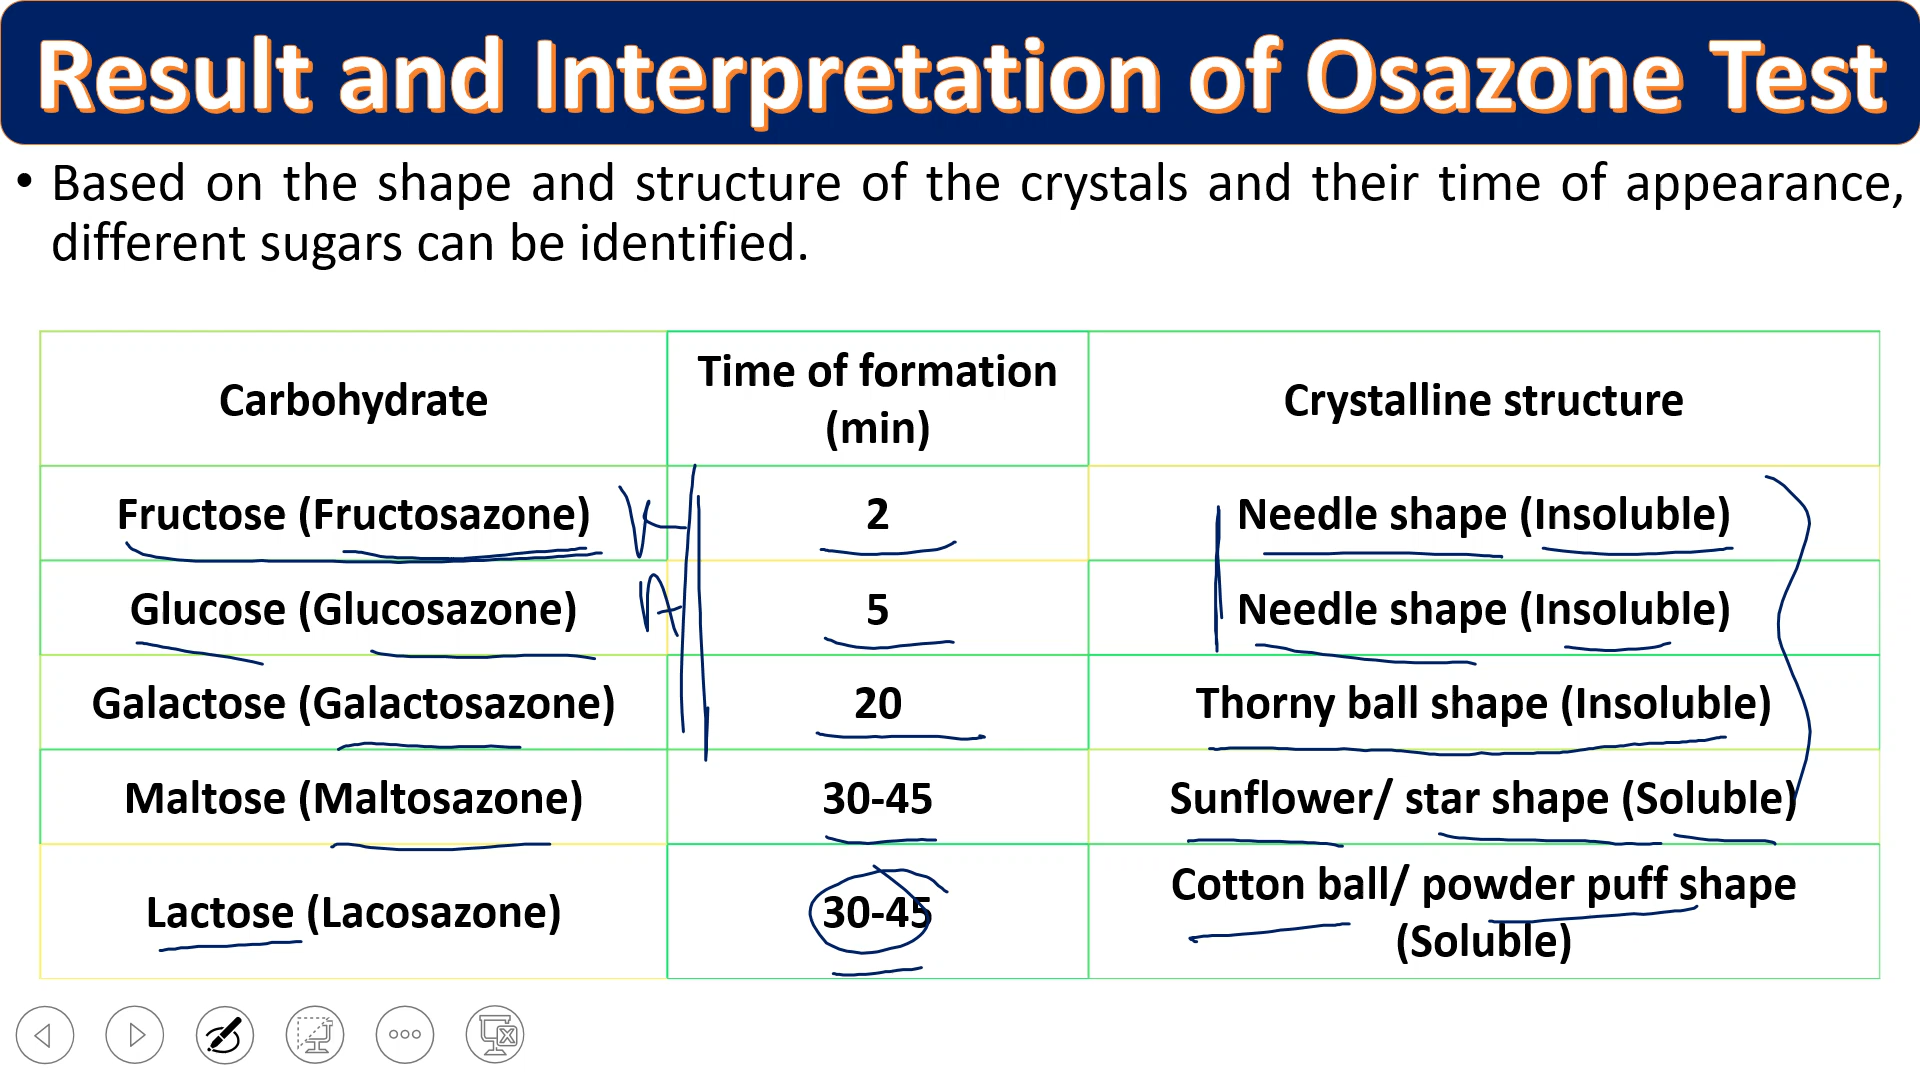 Result and Interpretation of Osazone Test
• Based on the shape and structure of the crystals and their time of appearance,
different sugars can be identified.
Carbohydrate
Time of formation
(min)
Crystalline structure
Fructose (Fructosazone)
2
Needle shape (Insoluble)
Glucose (Glucosazone)
5
Needle shape (Insoluble)
Galactose (Galactosazone)
20
Thorny ball shape (Insoluble)
Maltose (Maltosazone)
30-45
Sunflower/ star shape (Soluble)
Lactose (Lacosazone)
30-45
Cotton ball/ powder puff shape
(Soluble)